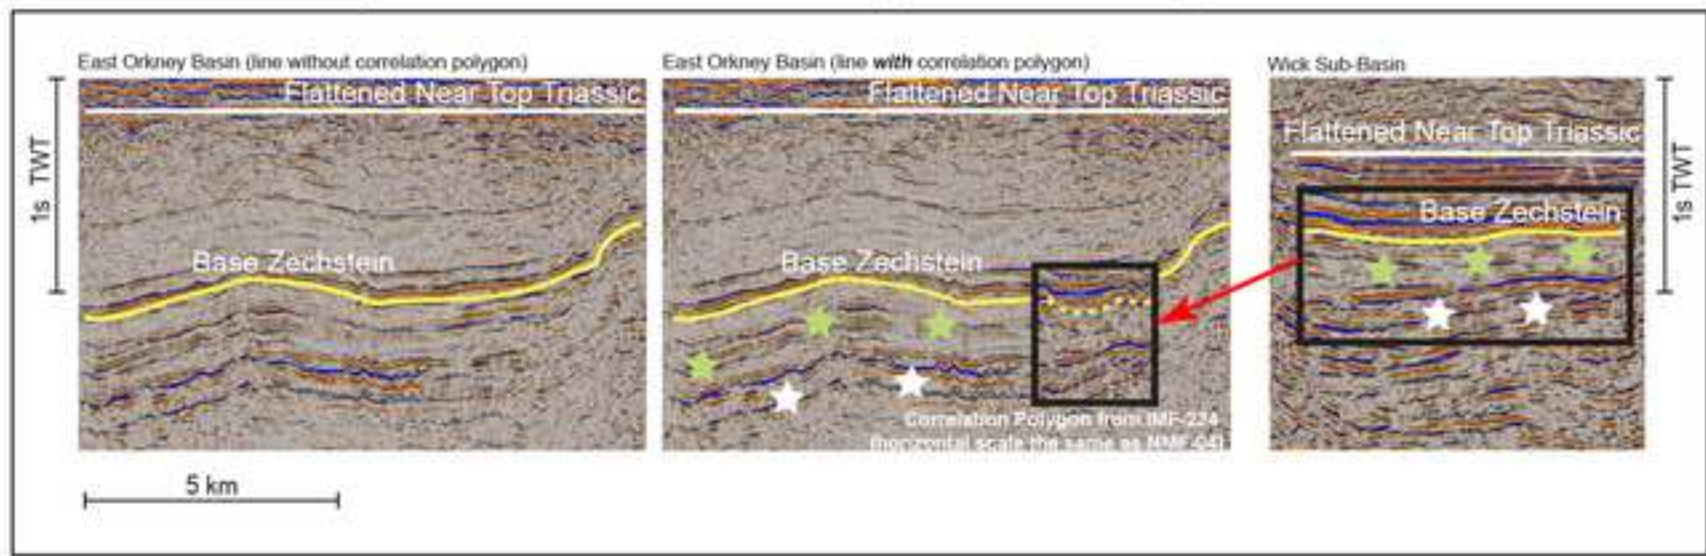 East Orkney Basin (line without correlation polygon)
East Orkney Basin (line with correlation polygon)
Wick Sub-Basin
Flattened Near Top Triassic
Flattened Near Top Triassic
Flattened Near Top Triassic
1s TWT
1s TWT
Base Zechstein
Base Zechstein
Base Zechstein
Correlation Polygon from IMF-224
(horizontal scale the same as NMF-04)
5 km